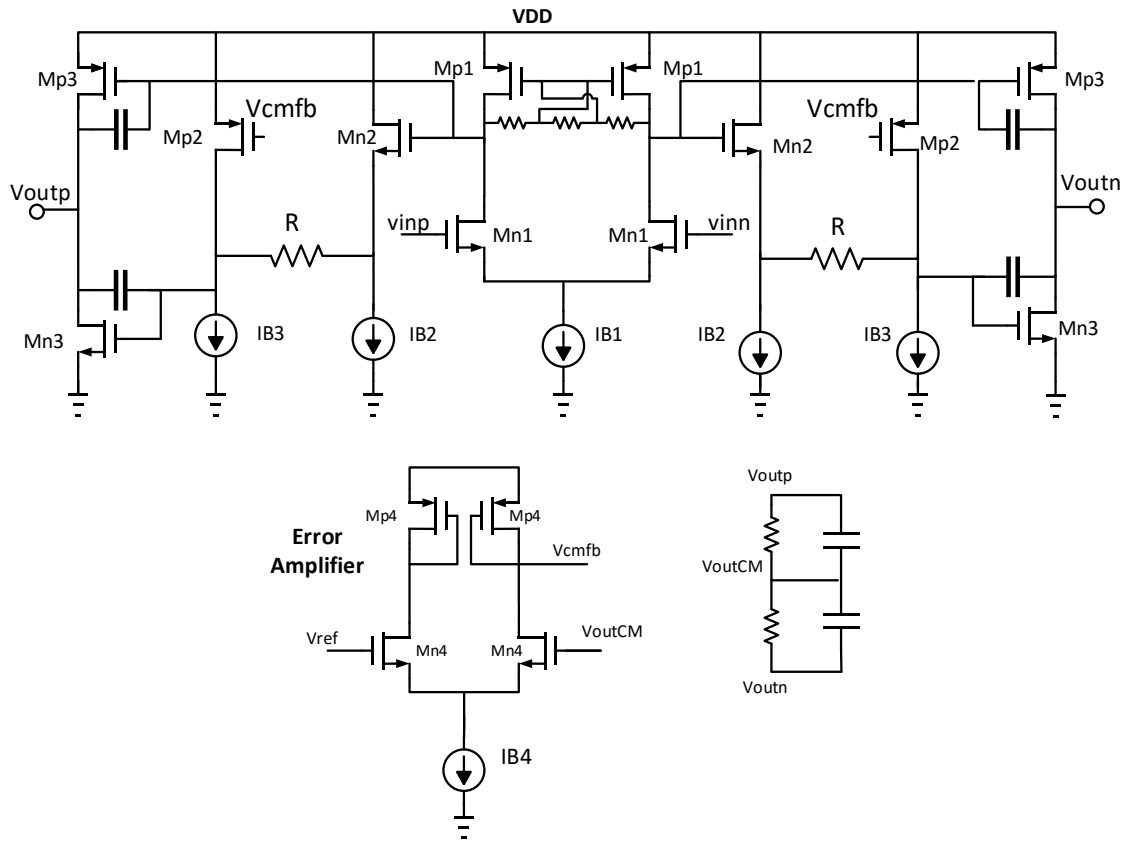 VDD
Mp3
Mp1
Mp1
Mp3
Vcmfb
Vcmfb
Mp2
Mn2
Mn2
Mp2
Voutp
Voutn
R
vinp
Mn1
Mn1
vinn
R
Mn3
IB3
IB2
IB1
IB2
IB3
Mn3
Error
Amplifier
Mp4
Mp4
Vcmfb
Vref
Mn4
Mn4
VoutCM
IB4
Voutp
VoutCM
Voutn